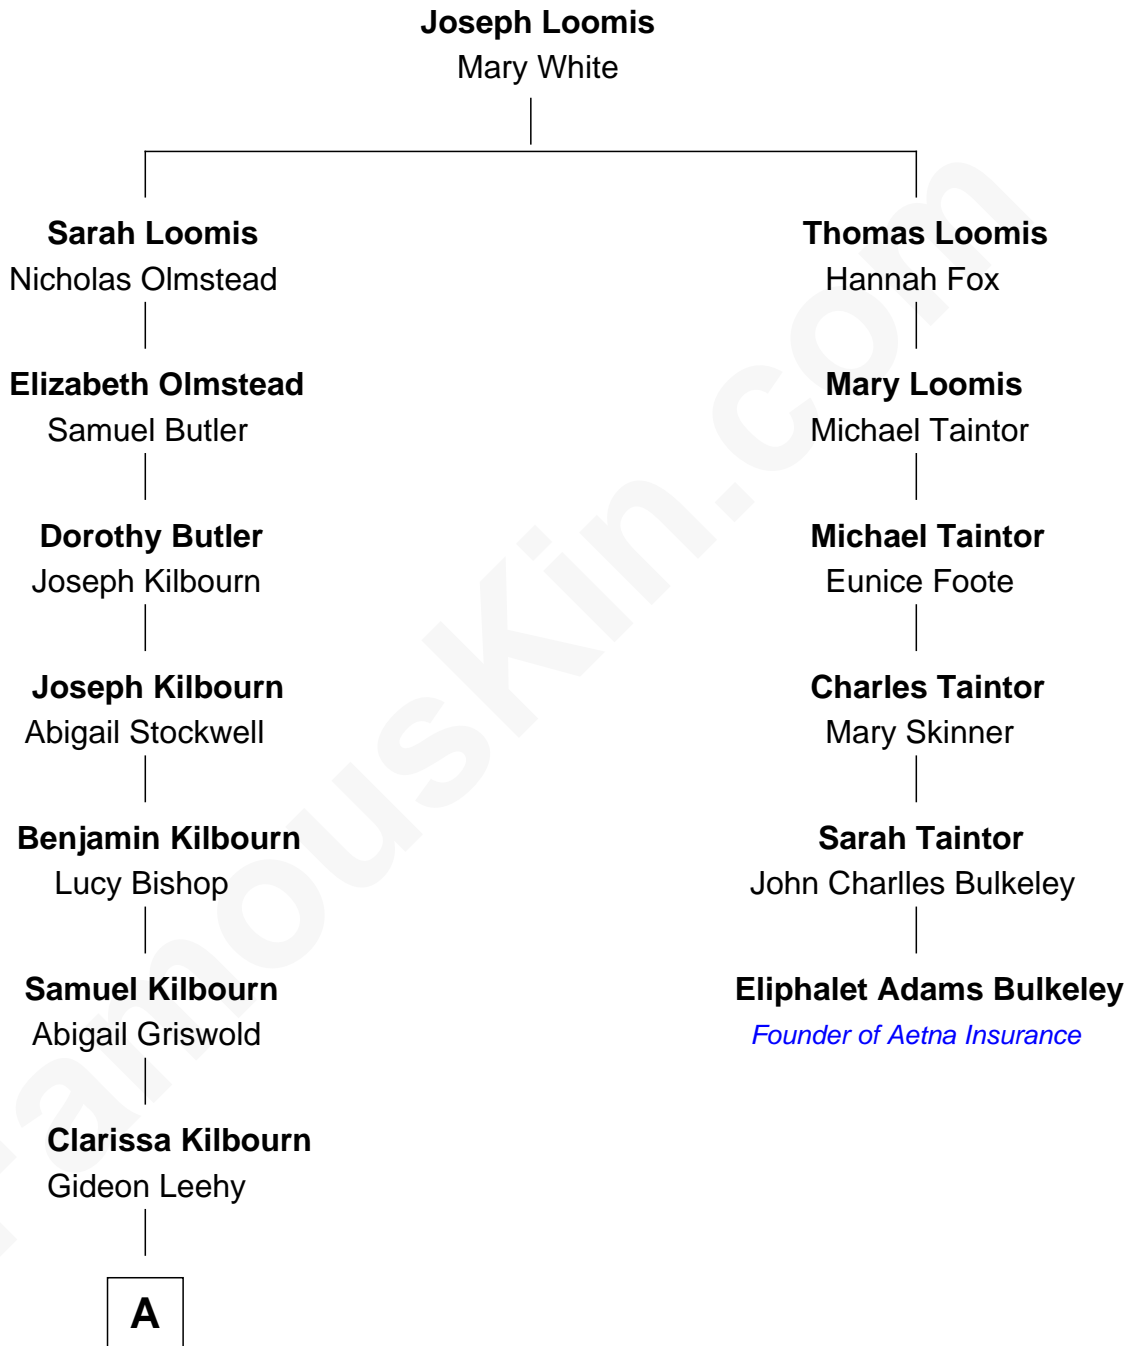 Joseph Loomis
Mary White
Sarah Loomis
Nicholas Olmstead
Elizabeth Olmstead
Samuel Butler
Dorothy Butler
Joseph Kilbourn
Joseph Kilbourn
Abigail Stockwell
Benjamin Kilbourn
Lucy Bishop
Samuel Kilbourn
Abigail Griswold
Clarissa Kilbourn
Gideon Leehy
A
Thomas Loomis
Hannah Fox
Mary Loomis
Michael Taintor
Michael Taintor
Eunice Foote
Charles Taintor
Mary Skinner
Sarah Taintor
John Charlles Bulkeley
Eliphalet Adams Bulkeley
Founder of Aetna Insurance
FamousKin.com